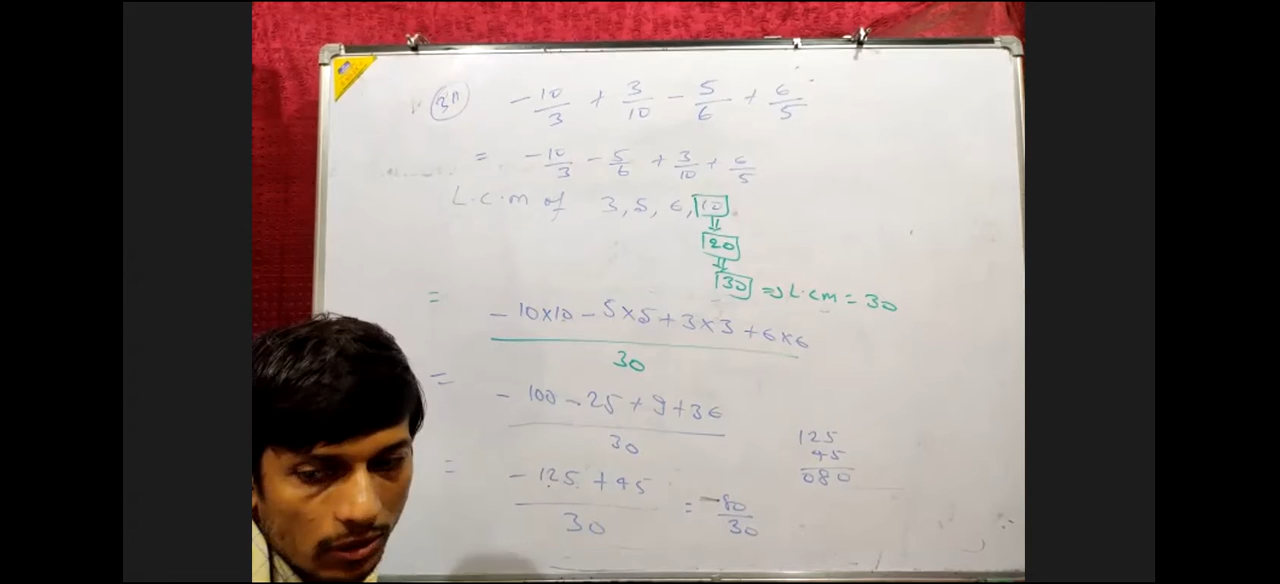 3ii) -10/3 + 3/10 - 5/6 + 6/5
= -10/3 - 5/6 + 3/10 + 6/5
L.C.M of 3, 5, 6, 10
⇓
20
⇓
30 ⇒ L.CM = 30
= - 10×10 - 5×5 + 3×3 + 6×6 / 30
= - 100 - 25 + 9 + 36 / 30
= - 125 + 45 / 30 = -80/30
125
45
080